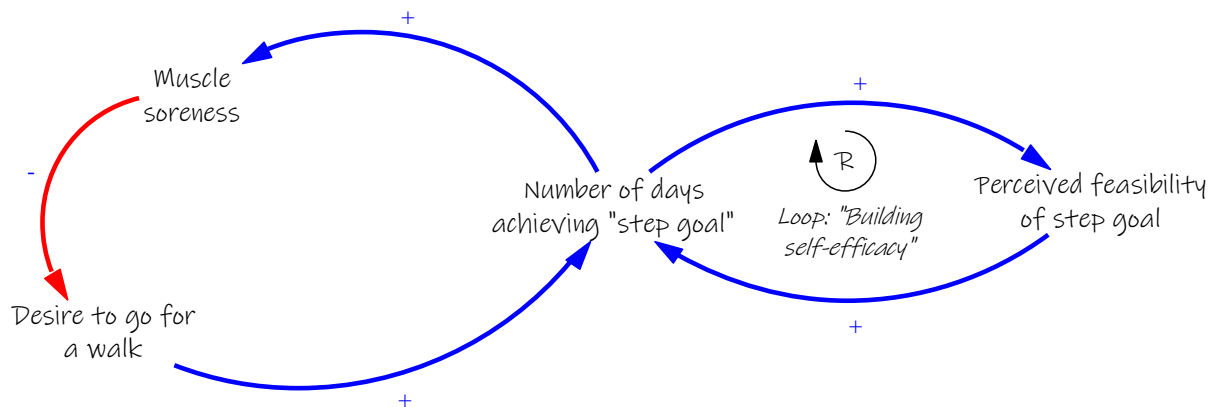 +
Muscle
soreness
-
Desire to go for
a walk
+
Number of days
achieving "step goal"
+
R
Loop: "Building
self-efficacy"
Perceived feasibility
of step goal
+